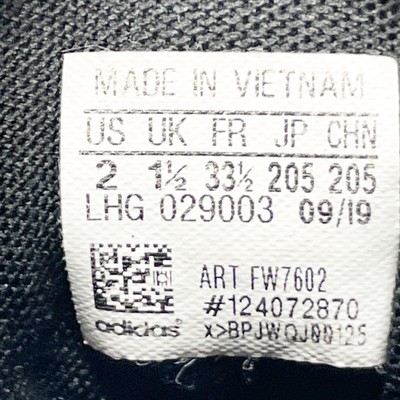 MADE IN VIETNAM
US UK FR JP CHN
2 1½ 33½ 205 205
LHG 029003 09/19
ART FW7602
#124072870
adidas x>BPJWQJ00125